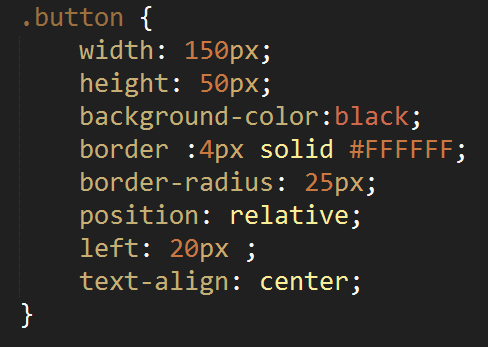 .button {
    width: 150px;
    height: 50px;
    background-color:black;
    border :4px solid #FFFFFF;
    border-radius: 25px;
    position: relative;
    left: 20px ;
    text-align: center;
}